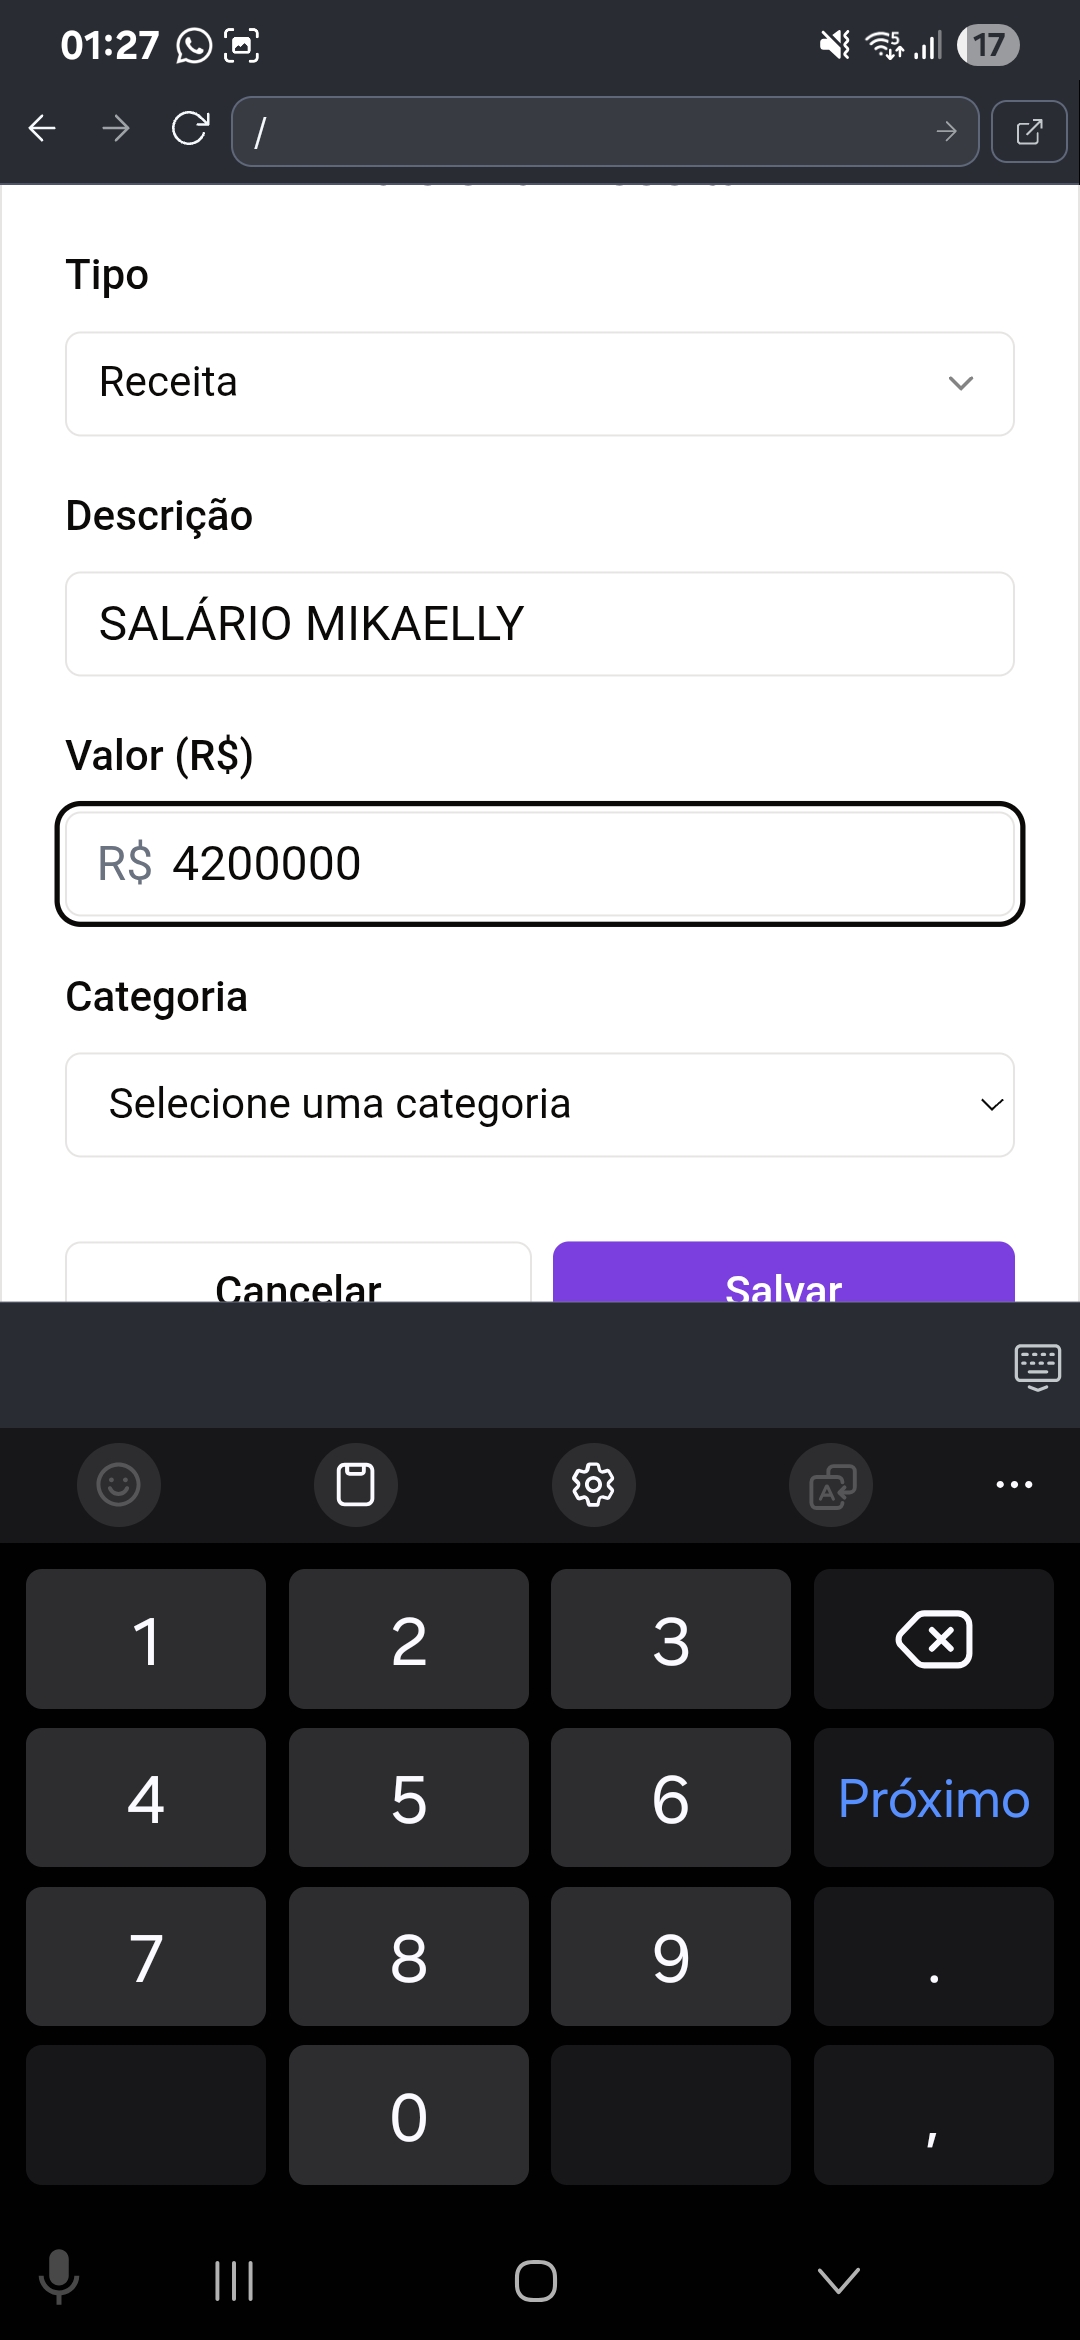 01:27
5
17
/
Tipo
Receita
Descrição
SALÁRIO MIKAELLY
Valor (R$)
R$ 4200000
Categoria
Selecione uma categoria
Cancelar
Salvar
A
1 2 3
4 5 6 Próximo
7 8 9 .
0 ,